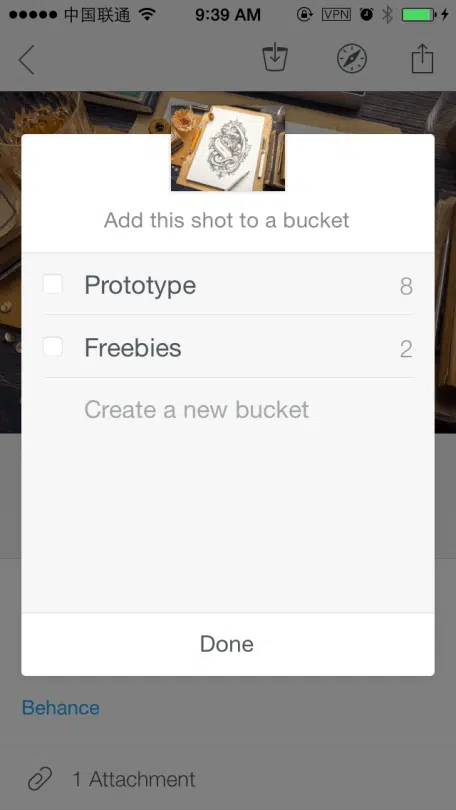 中国联通 9:39 AM VPN
Add this shot to a bucket
Prototype 8
Freebies 2
Create a new bucket
Done
Behance
1 Attachment